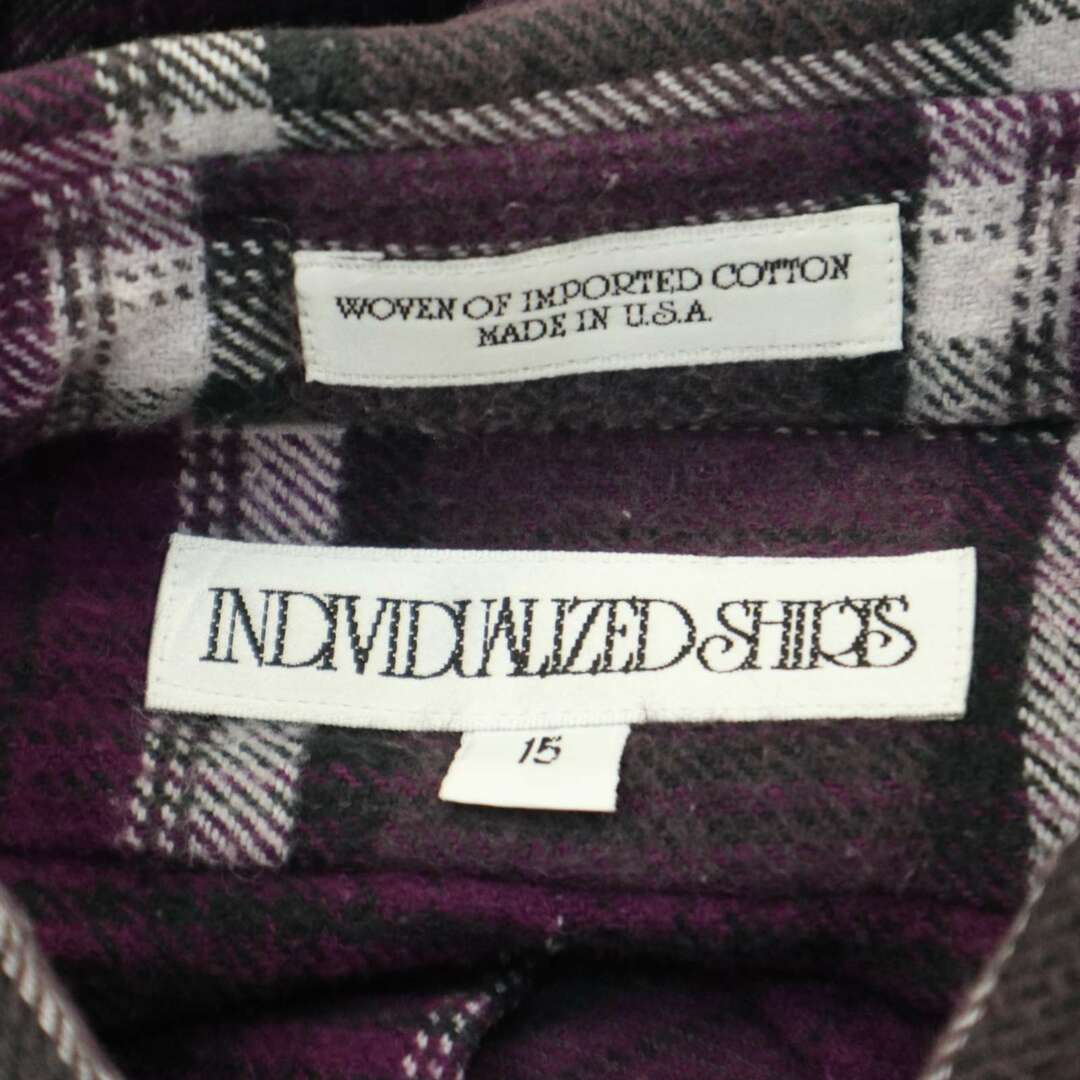 WOVEN OF IMPORTED COTTON
MADE IN U.S.A.
INDIVIDUALIZED SHIRTS
15